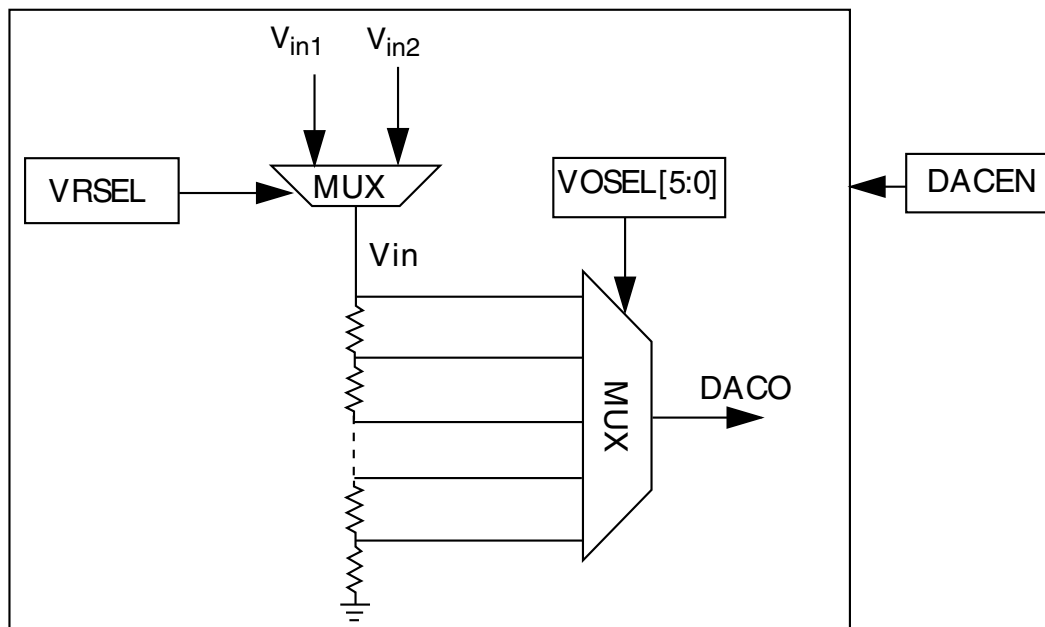 Vin1
Vin2
VRSEL
MUX
VOSEL[5:0]
DACEN
Vin
MUX
DACO